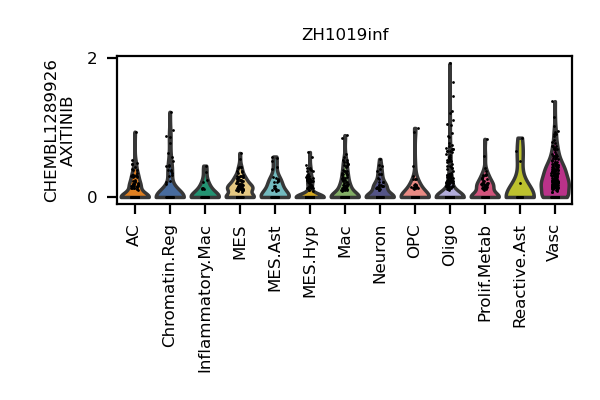 ZH1019inf
CHEMBL1289926
AXITINIB
2
0
AC
Chromatin.Reg
Inflammatory.Mac
MES
MES.Ast
MES.Hyp
Mac
Neuron
OPC
Oligo
Prolif.Metab
Reactive.Ast
Vasc